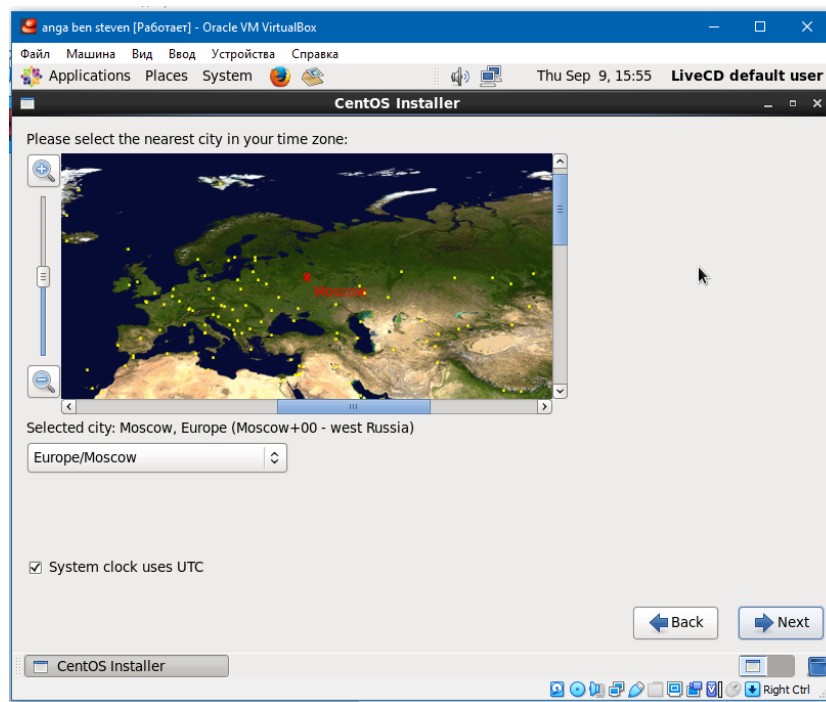 anga ben steven [Работает] - Oracle VM VirtualBox
Файл Машина Вид Ввод Устройства Справка
Applications Places System Thu Sep 9, 15:55 LiveCD default user
CentOS Installer
Please select the nearest city in your time zone:
Moscow
Selected city: Moscow, Europe (Moscow+00 - west Russia)
Europe/Moscow
System clock uses UTC
Back Next
CentOS Installer
Right Ctrl